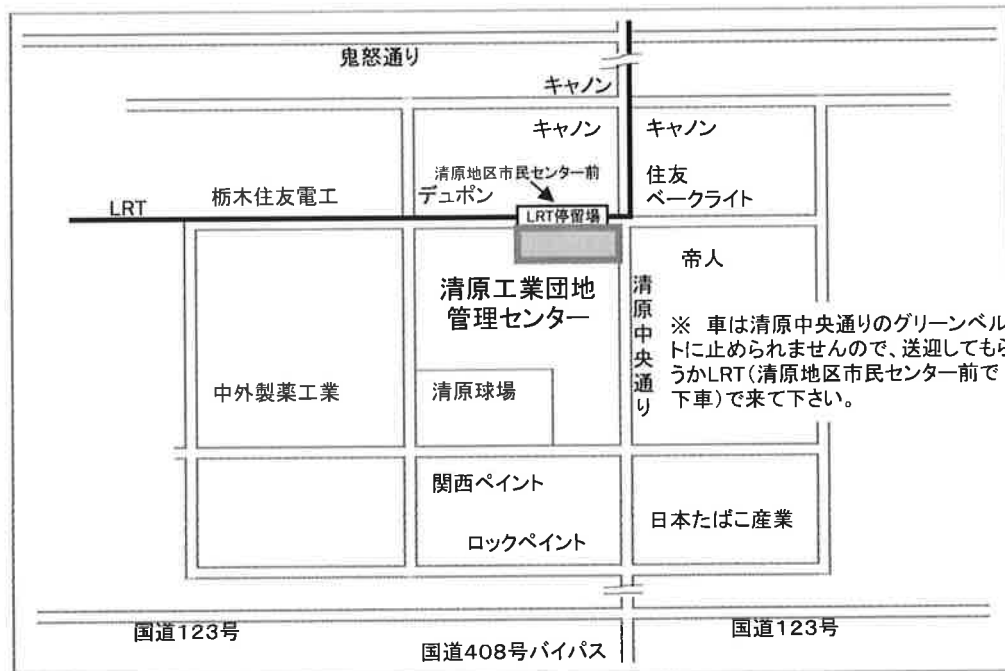 鬼怒通り
キャノン
キャノン
キャノン
清原地区市民センター前
住友
ベークライト
栃木住友電工
デュポン
LRT
LRT停留場
帝人
清原工業団地
管理センター
清原中央通り
※ 車は清原中央通りのグリーンベル
トに止められませんので、送迎してもら
うかLRT(清原地区市民センター前で
下車)で来て下さい。
中外製薬工業
清原球場
関西ペイント
日本たばこ産業
ロックペイント
国道123号
国道408号バイパス
国道123号